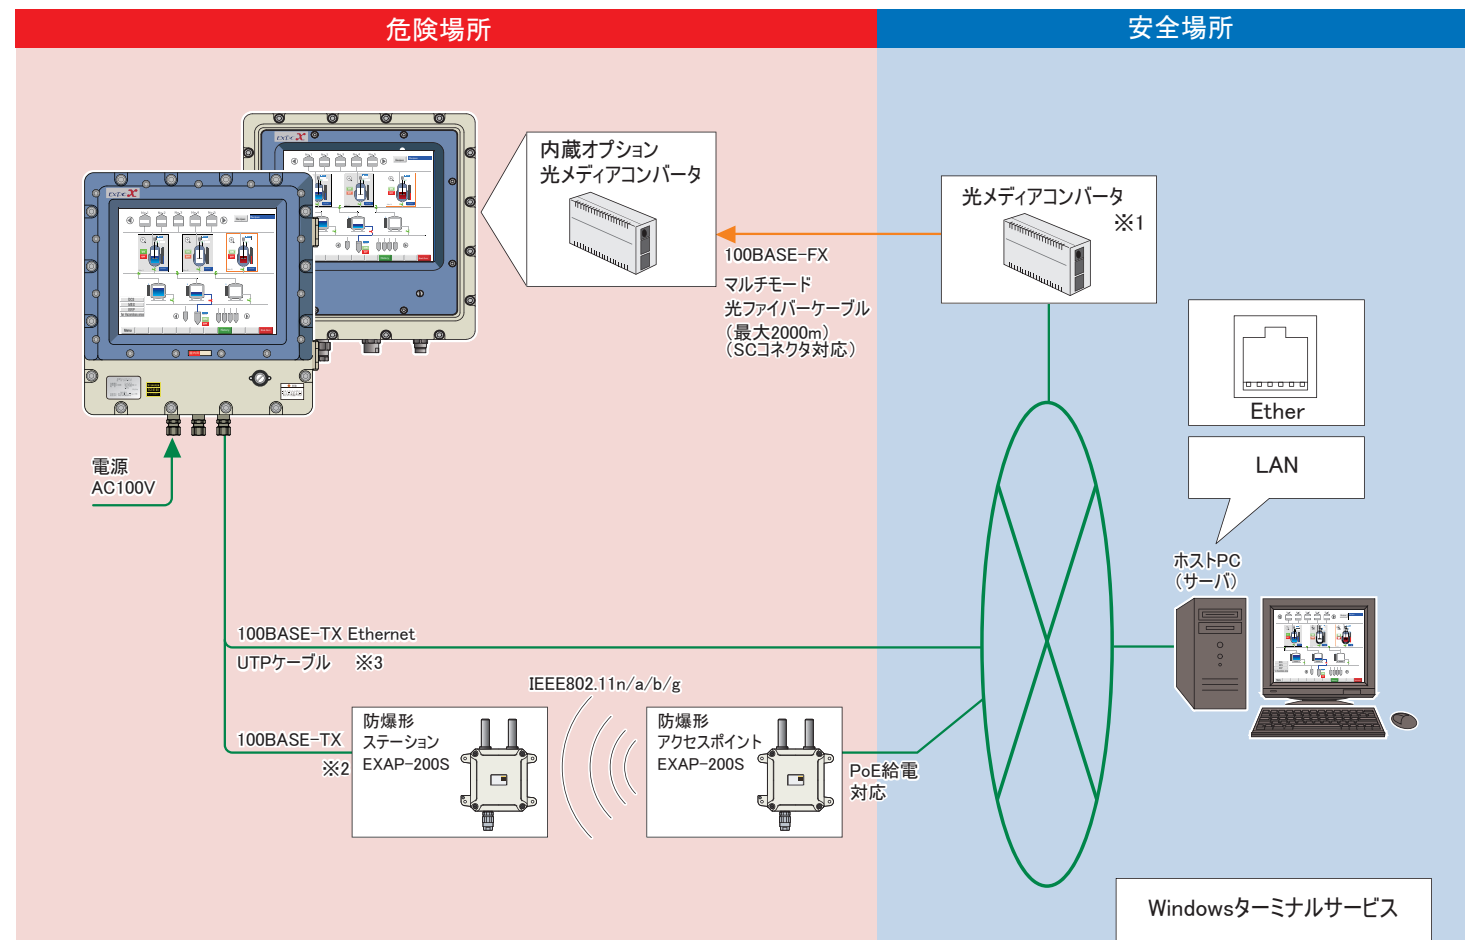 危険場所
安全場所
内蔵オプション
光メディアコンバータ
光メディアコンバータ
※1
100BASE-FX
マルチモード
光ファイバーケーブル
（最大2000m）
（SCコネクタ対応）
Ether
LAN
電源
AC100V
ホストPC
（サーバ）
100BASE-TX Ethernet
UTPケーブル ※3
IEEE802.11n/a/b/g
100BASE-TX
※2
防爆形
ステーション
EXAP-200S
防爆形
アクセスポイント
EXAP-200S
PoE給電
対応
Windowsターミナルサービス